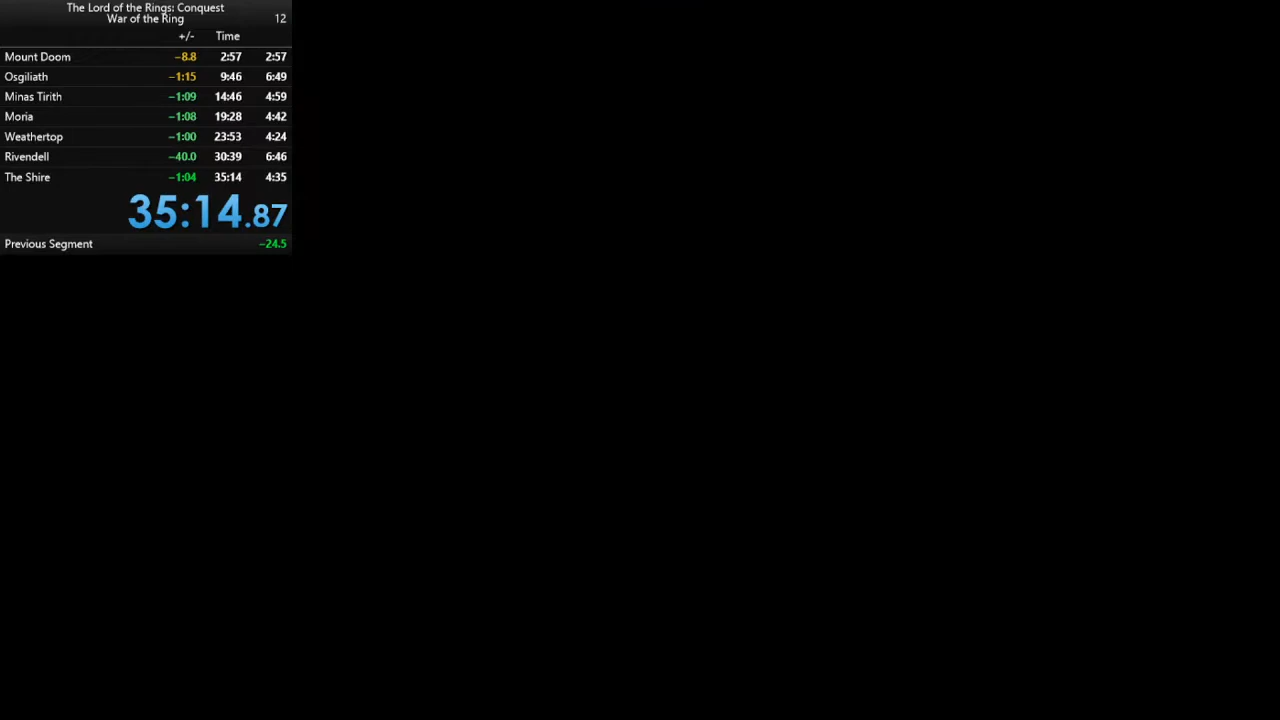 The Lord of the Rings: Conquest
War of the Ring 12
+/- Time
Mount Doom −8.8 2:57 2:57
Osgiliath −1:15 9:46 6:49
Minas Tirith −1:09 14:46 4:59
Moria −1:08 19:28 4:42
Weathertop −1:00 23:53 4:24
Rivendell −40.0 30:39 6:46
The Shire −1:04 35:14 4:35
35:14.87
Previous Segment −24.5